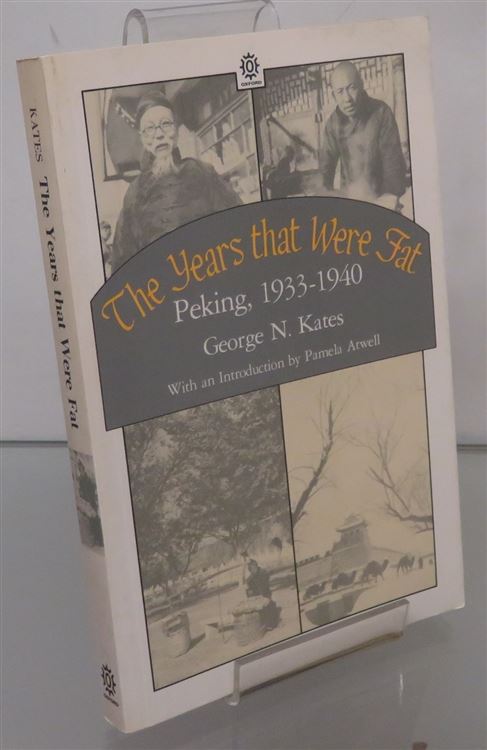 OXFORD
The Years that Were Fat
Peking, 1933-1940
George N. Kates
With an Introduction by Pamela Atwell
KATES The Years that Were Fat
OXFORD